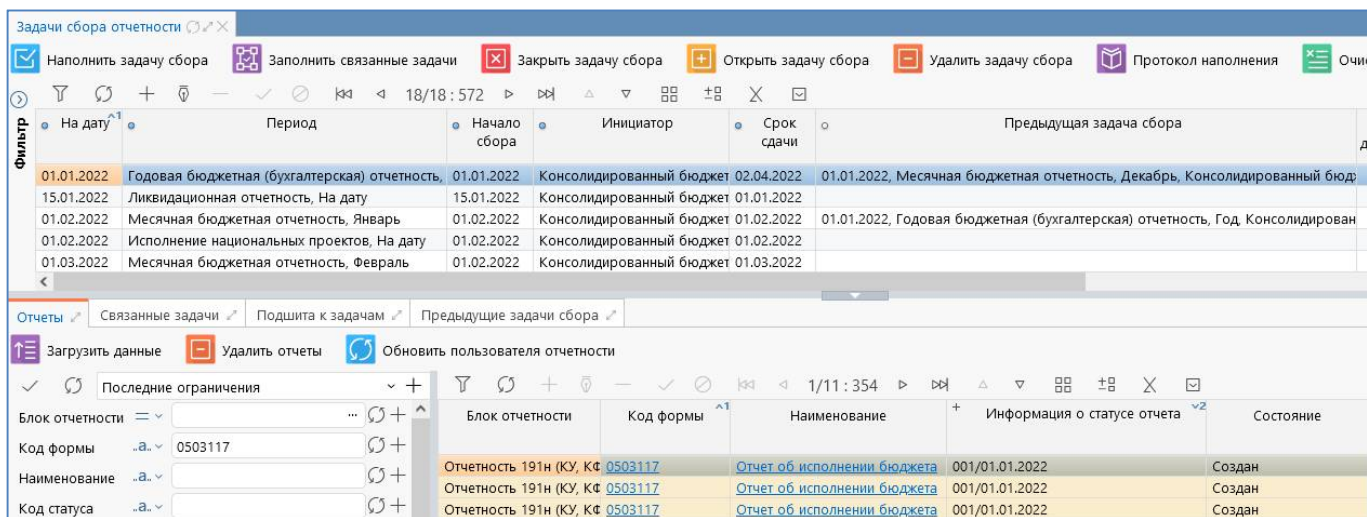 Задачи сбора отчетности
Наполнить задачу сбора Заполнить связанные задачи Закрыть задачу сбора Открыть задачу сбора Удалить задачу сбора Протокол наполнения
18/18 : 572
Фильтр
На дату 1 Период Начало сбора Инициатор Срок сдачи Предыдущая задача сбора
01.01.2022 Годовая бюджетная (бухгалтерская) отчетность, 01.01.2022 Консолидированный бюджет 02.04.2022 01.01.2022, Месячная бюджетная отчетность, Декабрь, Консолидированный
15.01.2022 Ликвидационная отчетность, На дату 15.01.2022 Консолидированный бюджет 01.01.2022
01.02.2022 Месячная бюджетная отчетность, Январь 01.02.2022 Консолидированный бюджет 01.02.2022 01.01.2022, Годовая бюджетная (бухгалтерская) отчетность, Год, Консолидирован
01.02.2022 Исполнение национальных проектов, На дату 01.02.2022 Консолидированный бюджет 01.02.2022
01.03.2022 Месячная бюджетная отчетность, Февраль 01.02.2022 Консолидированный бюджет 01.03.2022
Отчеты Связанные задачи Подшита к задачам Предыдущие задачи сбора
Загрузить данные Удалить отчеты Обновить пользователя отчетности
Последние ограничения 1/11 : 354
Блок отчетности = ...
Код формы ..a.. 0503117
Наименование ..a..
Код статуса ..a..
Блок отчетности Код формы 1 Наименование + Информация о статусе отчета 2 Состояние
Отчетность 191н (КУ, КФ 0503117 Отчет об исполнении бюджета 001/01.01.2022 Создан
Отчетность 191н (КУ, КФ 0503117 Отчет об исполнении бюджета 001/01.01.2022 Создан
Отчетность 191н (КУ, КФ 0503117 Отчет об исполнении бюджета 001/01.01.2022 Создан